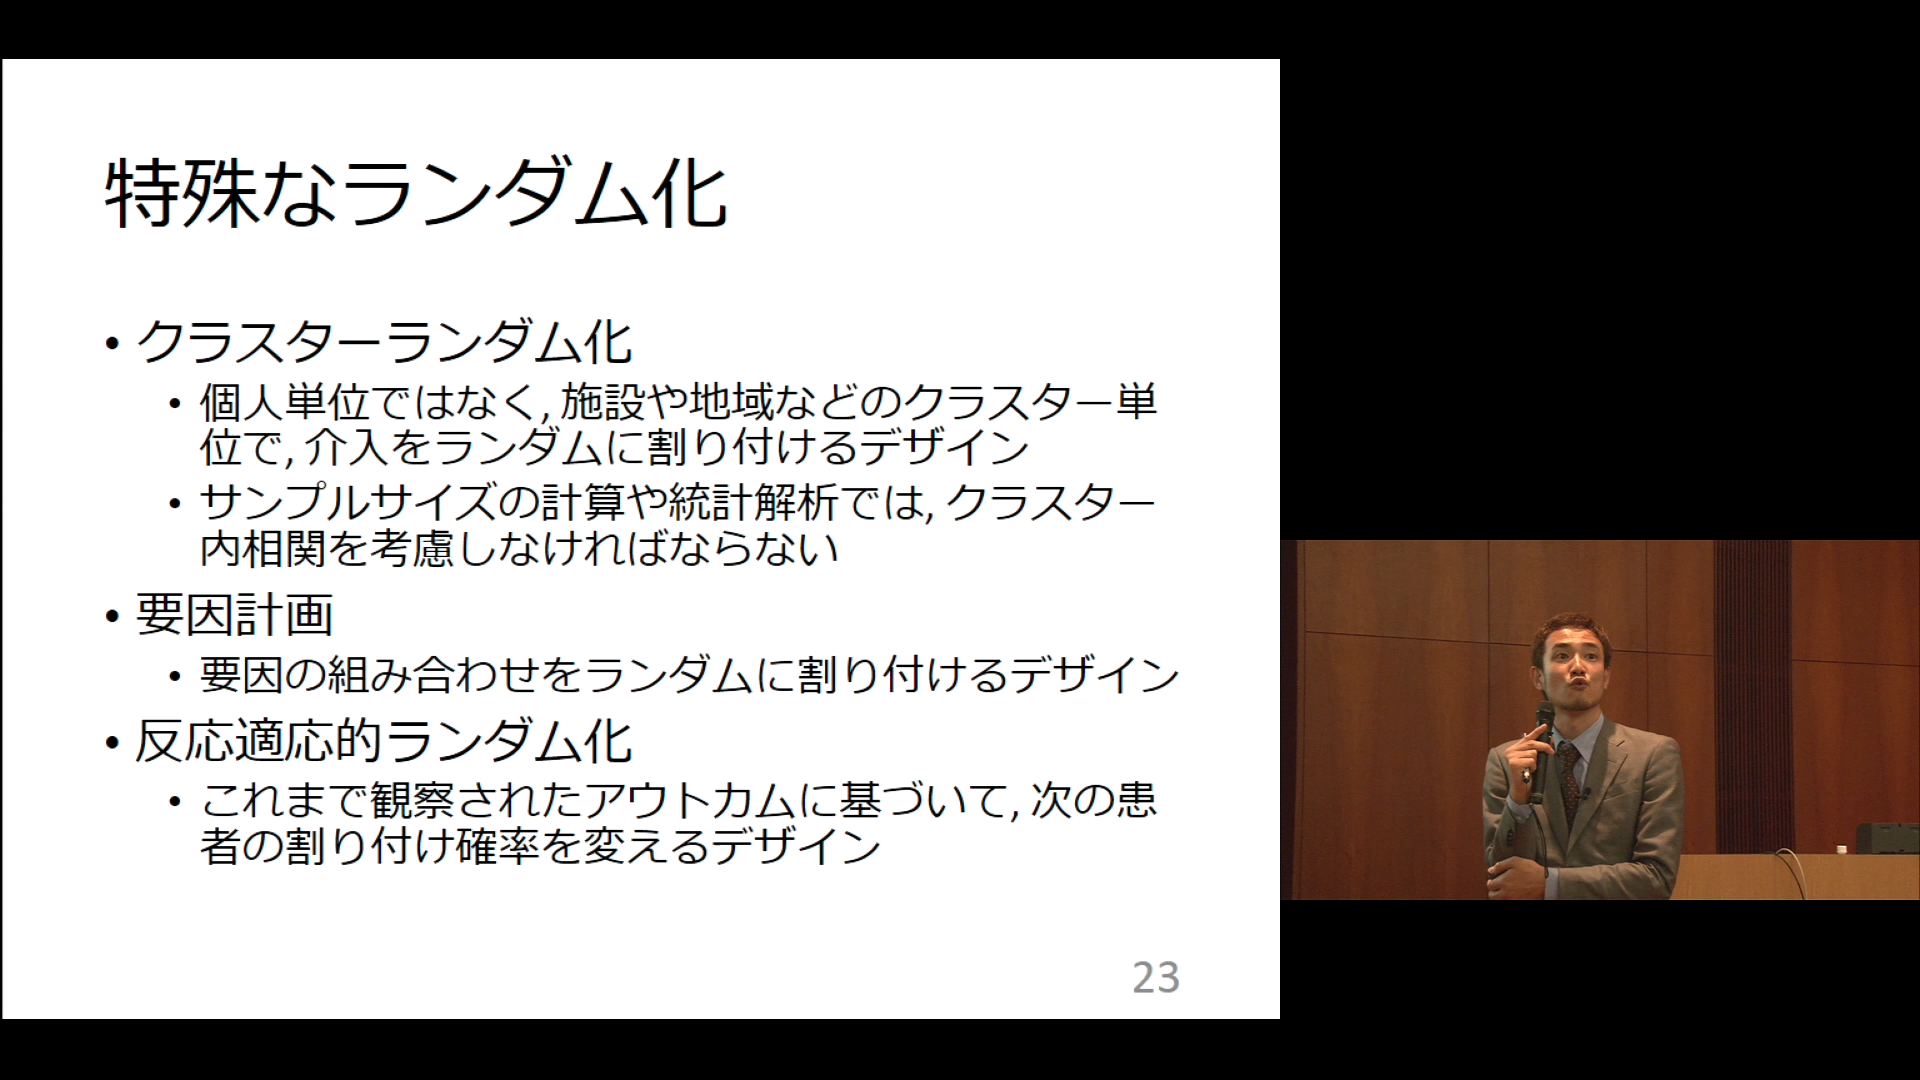 特殊なランダム化
• クラスターランダム化
• 個人単位ではなく, 施設や地域などのクラスター単
位で, 介入をランダムに割り付けるデザイン
• サンプルサイズの計算や統計解析では, クラスター
内相関を考慮しなければならない
• 要因計画
• 要因の組み合わせをランダムに割り付けるデザイン
• 反応適応的ランダム化
• これまで観察されたアウトカムに基づいて, 次の患
者の割り付け確率を変えるデザイン
23